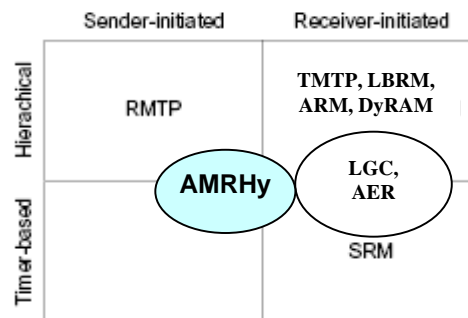 Sender-initiated
Receiver-initiated
Hierachical
RMTP
TMTP, LBRM,
ARM, DyRAM
AMRHy
LGC,
AER
Timer-based
SRM